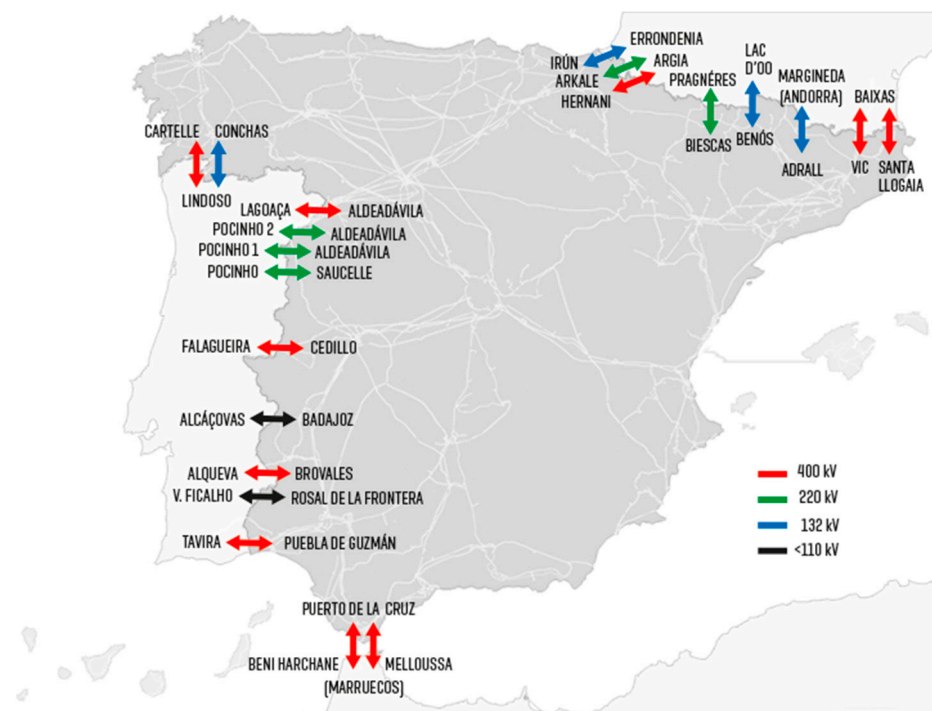 ERRONDENIA
IRÚN
ARGIA
ARKALE
HERNANI
PRAGNÉRES
BIESCAS
LAC
D'OO
BENÓS
MARGINEDA
(ANDORRA)
ADRALL
BAIXAS
VIC
SANTA
LLOGAIA
CARTELLE
CONCHAS
LINDOSO
LAGOAÇA
ALDEADÁVILA
POCINHO 2
ALDEADÁVILA
POCINHO 1
ALDEADÁVILA
POCINHO
SAUCELLE
FALAGUEIRA
CEDILLO
ALCÁÇOVAS
BADAJOZ
ALQUEVA
BROVALES
V. FICALHO
ROSAL DE LA FRONTERA
TAVIRA
PUEBLA DE GUZMÁN
400 kV
220 kV
132 kV
<110 kV
PUERTO DE LA CRUZ
BENI HARCHANE
MELLOUSSA
(MARRUECOS)